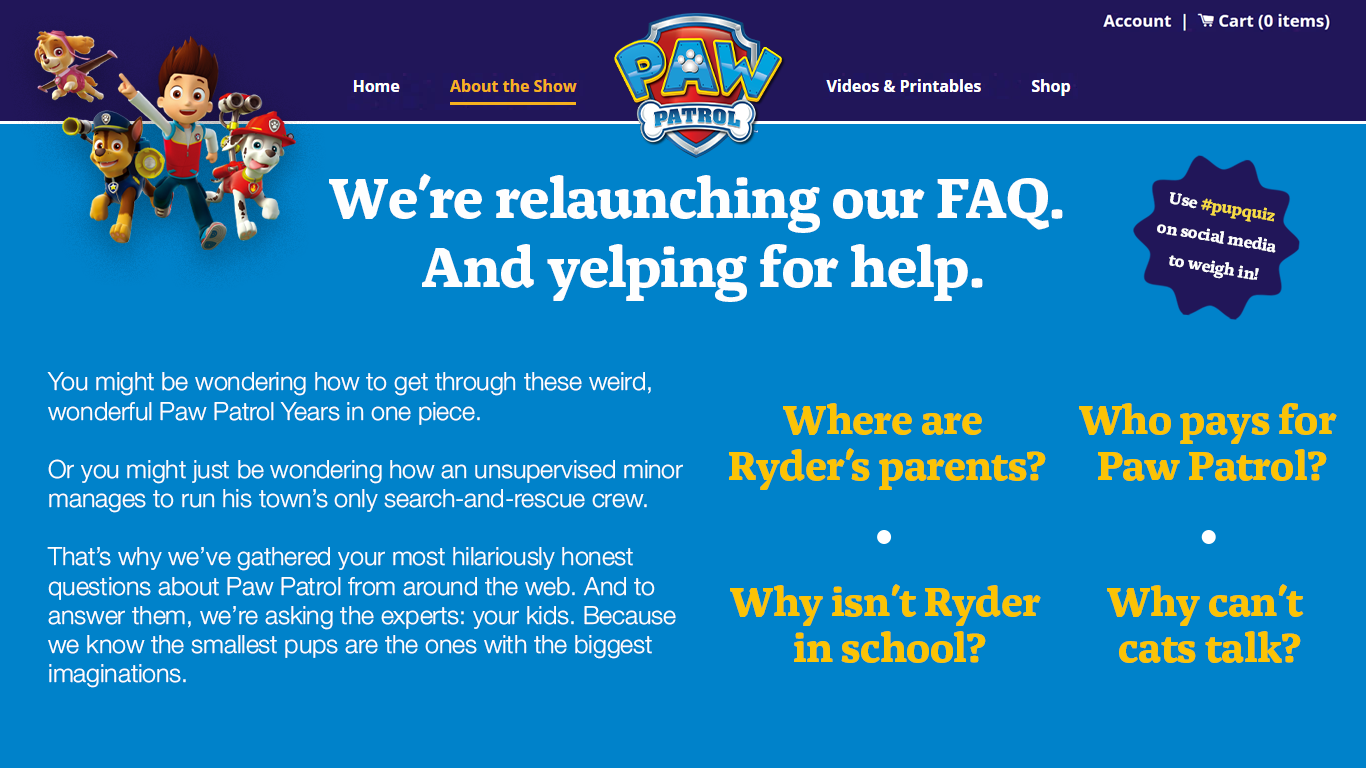 Account | Cart (0 items)
Home
About the Show
PAW
PATROL
Videos & Printables
Shop
We're relaunching our FAQ.
And yelping for help.
Use #pupquiz
on social media
to weigh in!
You might be wondering how to get through these weird,
wonderful Paw Patrol Years in one piece.
Or you might just be wondering how an unsupervised minor
manages to run his town’s only search-and-rescue crew.
That’s why we’ve gathered your most hilariously honest
questions about Paw Patrol from around the web. And to
answer them, we’re asking the experts: your kids. Because
we know the smallest pups are the ones with the biggest
imaginations.
Where are
Ryder's parents?
Who pays for
Paw Patrol?
Why isn't Ryder
in school?
Why can't
cats talk?